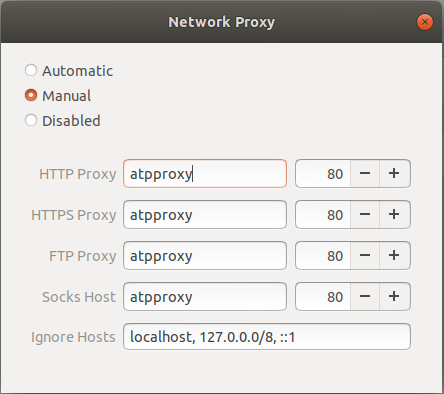 Network Proxy
Automatic
Manual
Disabled
HTTP Proxy atpproxy 80 − +
HTTPS Proxy atpproxy 80 − +
FTP Proxy atpproxy 80 − +
Socks Host atpproxy 80 − +
Ignore Hosts localhost, 127.0.0.0/8, ::1